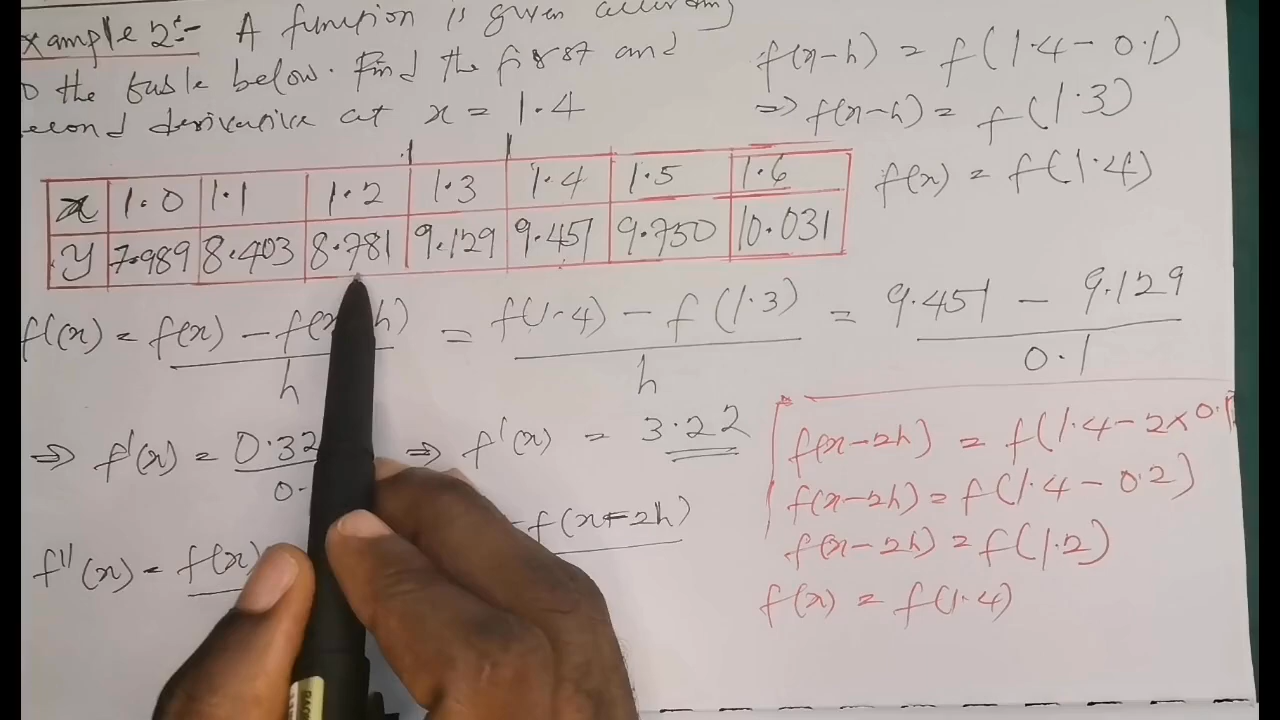 xample 2:- A function is given
the table below. Find the first and
econd derivative at x = 1.4
f(x-h) = f(1.4 - 0.1)
⇒ f(x-h) = f(1.3)
f(x) = f(1.4)
x 1.0 1.1 1.2 1.3 1.4 1.5 1.6
y 7.989 8.403 8.781 9.129 9.451 9.750 10.031
f'(x) = f(x) - f(x h) / h = f(1.4) - f(1.3) / h = 9.451 - 9.129 / 0.1
⇒ f'(x) = 0.32 / 0. ⇒ f'(x) = 3.22
f''(x) = f(x) - f(x-2h)
f(x-2h) = f(1.4 - 2×0.1
f(x-2h) = f(1.4 - 0.2)
f(x-2h) = f(1.2)
f(x) = f(1.4)